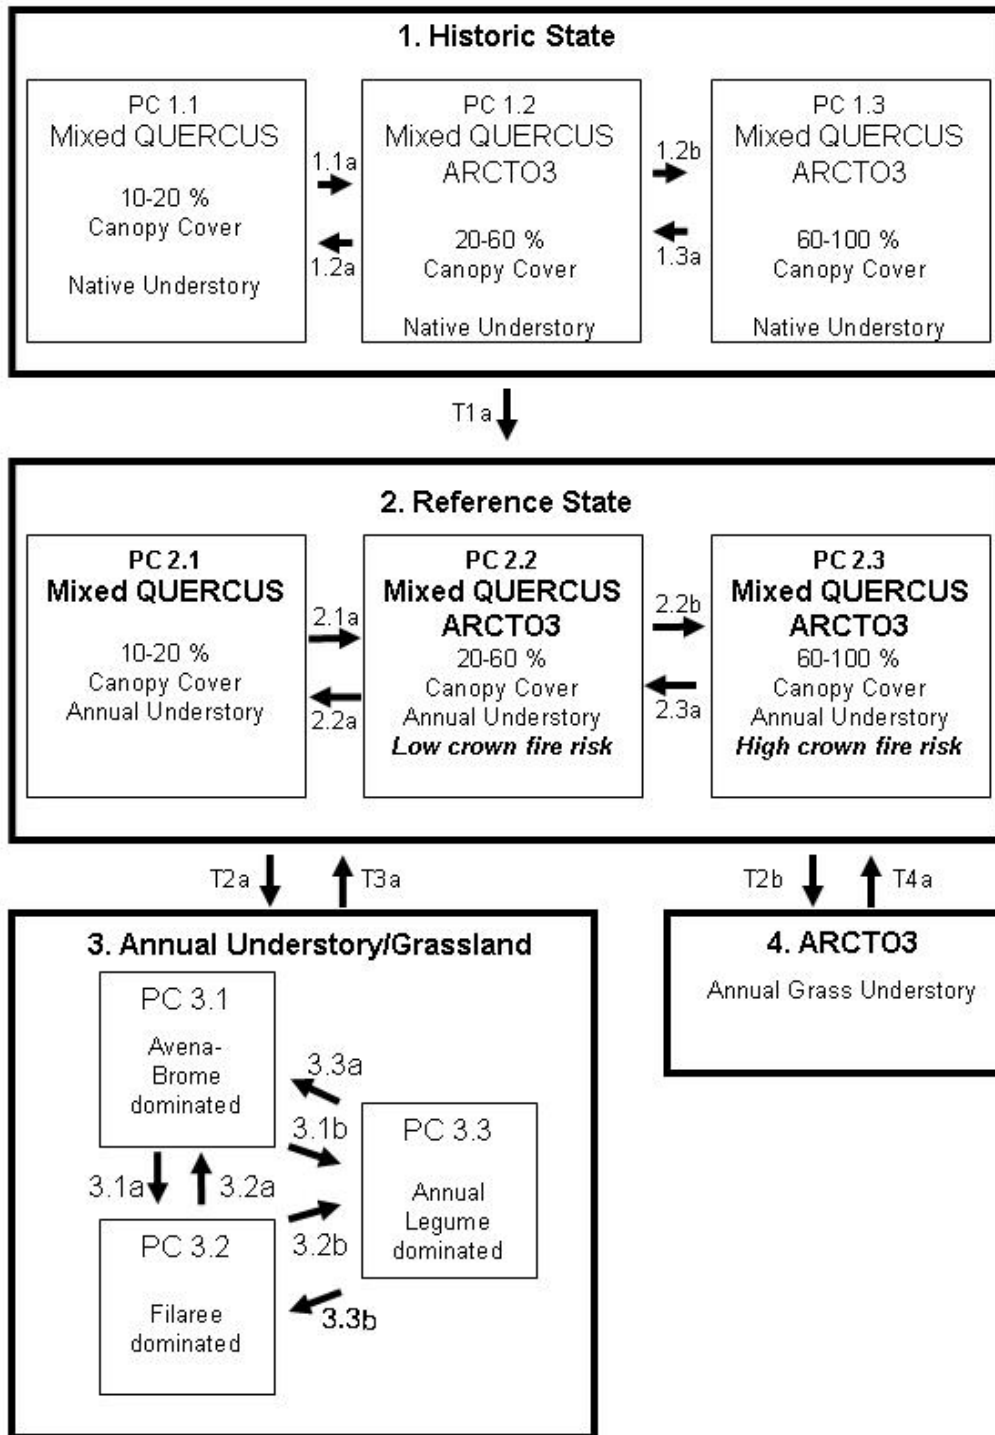 1. Historic State
PC 1.1
Mixed QUERCUS
10-20 %
Canopy Cover
Native Understory
1.1a
1.2a
PC 1.2
Mixed QUERCUS
ARCTO3
20-60 %
Canopy Cover
Native Understory
1.2b
1.3a
PC 1.3
Mixed QUERCUS
ARCTO3
60-100 %
Canopy Cover
Native Understory
T1a
2. Reference State
PC 2.1
Mixed QUERCUS
10-20 %
Canopy Cover
Annual Understory
2.1a
2.2a
PC 2.2
Mixed QUERCUS
ARCTO3
20-60 %
Canopy Cover
Annual Understory
Low crown fire risk
2.2b
2.3a
PC 2.3
Mixed QUERCUS
ARCTO3
60-100 %
Canopy Cover
Annual Understory
High crown fire risk
T2a
T3a
T2b
T4a
3. Annual Understory/Grassland
PC 3.1
Avena-
Brome
dominated
3.3a
3.1b
3.1a
3.2a
PC 3.3
Annual
Legume
dominated
PC 3.2
Filaree
dominated
3.2b
3.3b
4. ARCTO3
Annual Grass Understory